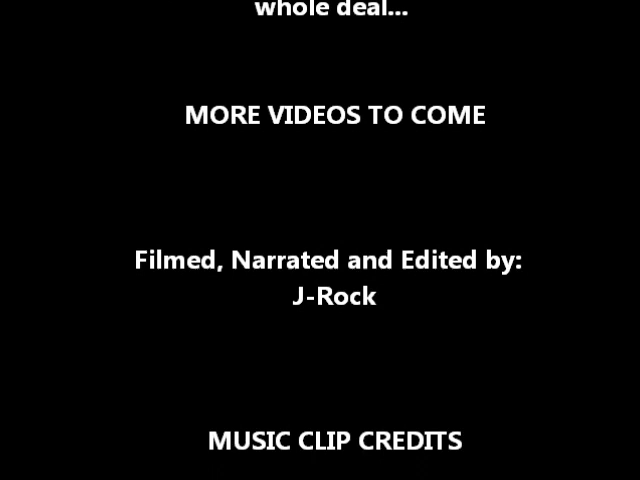 whole deal...
MORE VIDEOS TO COME
Filmed, Narrated and Edited by:
J-Rock
MUSIC CLIP CREDITS